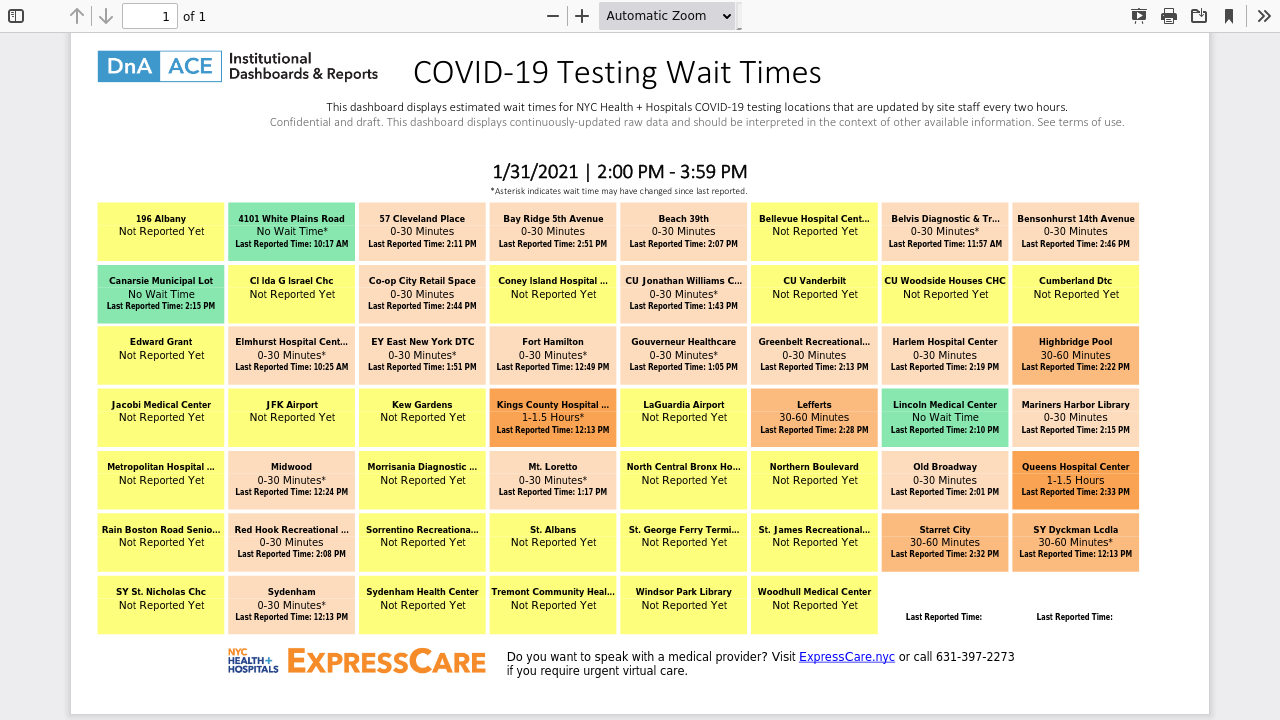 1 of 1 Automatic Zoom
DnA ACE Institutional
Dashboards & Reports
COVID-19 Testing Wait Times
This dashboard displays estimated wait times for NYC Health + Hospitals COVID-19 testing locations that are updated by site staff every two hours.
Confidential and draft. This dashboard displays continuously-updated raw data and should be interpreted in the context of other available information. See terms of use.
1/31/2021 | 2:00 PM - 3:59 PM
*Asterisk indicates wait time may have changed since last reported.
196 Albany
Not Reported Yet
4101 White Plains Road
No Wait Time*
Last Reported Time: 10:17 AM
57 Cleveland Place
0-30 Minutes
Last Reported Time: 2:11 PM
Bay Ridge 5th Avenue
0-30 Minutes
Last Reported Time: 2:51 PM
Beach 39th
0-30 Minutes
Last Reported Time: 2:07 PM
Bellevue Hospital Cent...
Not Reported Yet
Belvis Diagnostic & Tr...
0-30 Minutes*
Last Reported Time: 11:57 AM
Bensonhurst 14th Avenue
0-30 Minutes
Last Reported Time: 2:46 PM
Canarsie Municipal Lot
No Wait Time
Last Reported Time: 2:15 PM
CI Ida G Israel Chc
Not Reported Yet
Co-op City Retail Space
0-30 Minutes
Last Reported Time: 2:44 PM
Coney Island Hospital ...
Not Reported Yet
CU Jonathan Williams C...
0-30 Minutes*
Last Reported Time: 1:43 PM
CU Vanderbilt
Not Reported Yet
CU Woodside Houses CHC
Not Reported Yet
Cumberland Dtc
Not Reported Yet
Edward Grant
Not Reported Yet
Elmhurst Hospital Cent...
0-30 Minutes*
Last Reported Time: 10:25 AM
EY East New York DTC
0-30 Minutes*
Last Reported Time: 1:51 PM
Fort Hamilton
0-30 Minutes*
Last Reported Time: 12:49 PM
Gouverneur Healthcare
0-30 Minutes*
Last Reported Time: 1:05 PM
Greenbelt Recreational...
0-30 Minutes
Last Reported Time: 2:13 PM
Harlem Hospital Center
0-30 Minutes
Last Reported Time: 2:19 PM
Highbridge Pool
30-60 Minutes
Last Reported Time: 2:22 PM
Jacobi Medical Center
Not Reported Yet
JFK Airport
Not Reported Yet
Kew Gardens
Not Reported Yet
Kings County Hospital ...
1-1.5 Hours*
Last Reported Time: 12:13 PM
LaGuardia Airport
Not Reported Yet
Lefferts
30-60 Minutes
Last Reported Time: 2:28 PM
Lincoln Medical Center
No Wait Time
Last Reported Time: 2:10 PM
Mariners Harbor Library
0-30 Minutes
Last Reported Time: 2:15 PM
Metropolitan Hospital ...
Not Reported Yet
Midwood
0-30 Minutes*
Last Reported Time: 12:24 PM
Morrisania Diagnostic ...
Not Reported Yet
Mt. Loretto
0-30 Minutes*
Last Reported Time: 1:17 PM
North Central Bronx Ho...
Not Reported Yet
Northern Boulevard
Not Reported Yet
Old Broadway
0-30 Minutes
Last Reported Time: 2:01 PM
Queens Hospital Center
1-1.5 Hours
Last Reported Time: 2:33 PM
Rain Boston Road Senio...
Not Reported Yet
Red Hook Recreational ...
0-30 Minutes
Last Reported Time: 2:08 PM
Sorrentino Recreationa...
Not Reported Yet
St. Albans
Not Reported Yet
St. George Ferry Termi...
Not Reported Yet
St. James Recreational...
Not Reported Yet
Starret City
30-60 Minutes
Last Reported Time: 2:32 PM
SY Dyckman Lcdla
30-60 Minutes*
Last Reported Time: 12:13 PM
SY St. Nicholas Chc
Not Reported Yet
Sydenham
0-30 Minutes*
Last Reported Time: 12:13 PM
Sydenham Health Center
Not Reported Yet
Tremont Community Heal...
Not Reported Yet
Windsor Park Library
Not Reported Yet
Woodhull Medical Center
Not Reported Yet
Last Reported Time:
Last Reported Time:
NYC
HEALTH+
HOSPITALS
EXPRESSCARE
Do you want to speak with a medical provider? Visit ExpressCare.nyc or call 631-397-2273
if you require urgent virtual care.